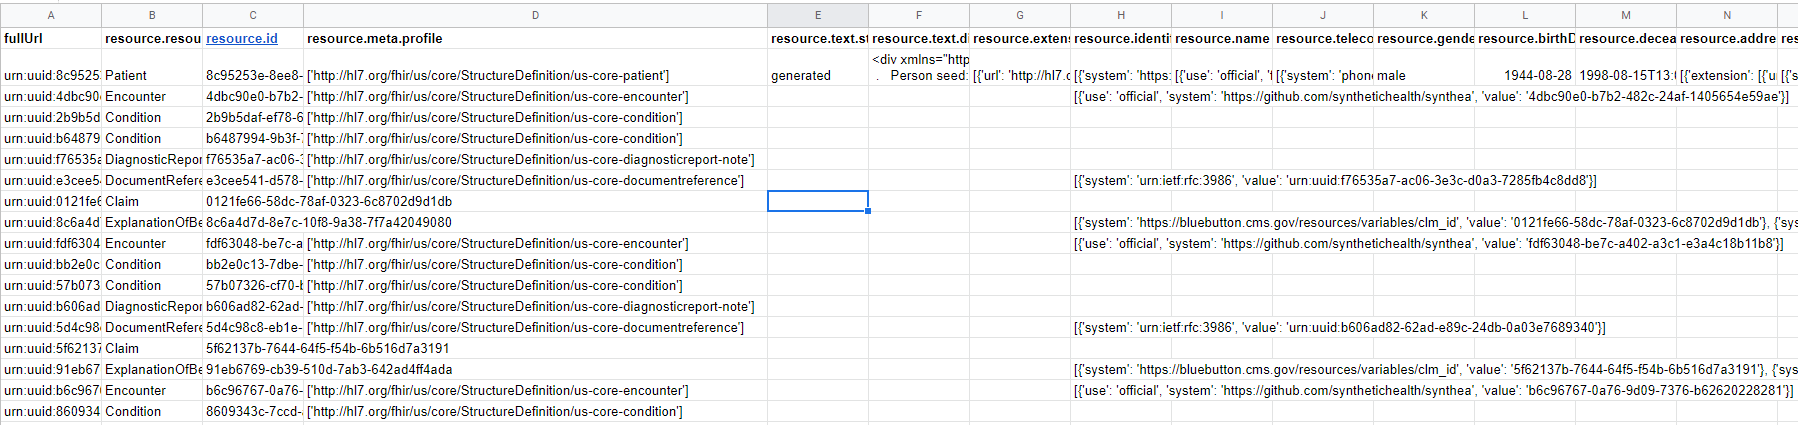 A B C D E F G H I J K L M N
fullUrl resource.resou resource.id resource.meta.profile resource.text.st resource.text.di resource.extens resource.identi resource.name resource.teleco resource.gende resource.birthD resource.decea resource.addre res
<div xmlns="http
urn:uuid:8c9525 Patient 8c95253e-8ee8- ['http://hl7.org/fhir/us/core/StructureDefinition/us-core-patient'] generated . Person seed: [{'url': 'http://hl7.o [{'system': 'https: [{'use': 'official', 'f [{'system': 'phon male 1944-08-28 1998-08-15T13:0 [{'extension': [{'u [{'s
urn:uuid:4dbc90 Encounter 4dbc90e0-b7b2- ['http://hl7.org/fhir/us/core/StructureDefinition/us-core-encounter'] [{'use': 'official', 'system': 'https://github.com/synthetichealth/synthea', 'value': '4dbc90e0-b7b2-482c-24af-1405654e59ae'}]
urn:uuid:2b9b5d Condition 2b9b5daf-ef78-6 ['http://hl7.org/fhir/us/core/StructureDefinition/us-core-condition']
urn:uuid:b64879 Condition b6487994-9b3f-7 ['http://hl7.org/fhir/us/core/StructureDefinition/us-core-condition']
urn:uuid:f76535a DiagnosticRepor f76535a7-ac06-3 ['http://hl7.org/fhir/us/core/StructureDefinition/us-core-diagnosticreport-note']
urn:uuid:e3cee5 DocumentRefere e3cee541-d578- ['http://hl7.org/fhir/us/core/StructureDefinition/us-core-documentreference'] [{'system': 'urn:ietf:rfc:3986', 'value': 'urn:uuid:f76535a7-ac06-3e3c-d0a3-7285fb4c8dd8'}]
urn:uuid:0121fe6 Claim 0121fe66-58dc-78af-0323-6c8702d9d1db
urn:uuid:8c6a4d ExplanationOfBe 8c6a4d7d-8e7c-10f8-9a38-7f7a42049080 [{'system': 'https://bluebutton.cms.gov/resources/variables/clm_id', 'value': '0121fe66-58dc-78af-0323-6c8702d9d1db'}, {'sys
urn:uuid:fdf6304 Encounter fdf63048-be7c-a ['http://hl7.org/fhir/us/core/StructureDefinition/us-core-encounter'] [{'use': 'official', 'system': 'https://github.com/synthetichealth/synthea', 'value': 'fdf63048-be7c-a402-a3c1-e3a4c18b11b8'}]
urn:uuid:bb2e0c Condition bb2e0c13-7dbe- ['http://hl7.org/fhir/us/core/StructureDefinition/us-core-condition']
urn:uuid:57b073 Condition 57b07326-cf70-b ['http://hl7.org/fhir/us/core/StructureDefinition/us-core-condition']
urn:uuid:b606ad DiagnosticRepor b606ad82-62ad- ['http://hl7.org/fhir/us/core/StructureDefinition/us-core-diagnosticreport-note']
urn:uuid:5d4c98 DocumentRefere 5d4c98c8-eb1e- ['http://hl7.org/fhir/us/core/StructureDefinition/us-core-documentreference'] [{'system': 'urn:ietf:rfc:3986', 'value': 'urn:uuid:b606ad82-62ad-e89c-24db-0a03e7689340'}]
urn:uuid:5f62137 Claim 5f62137b-7644-64f5-f54b-6b516d7a3191
urn:uuid:91eb67 ExplanationOfBe 91eb6769-cb39-510d-7ab3-642ad4ff4ada [{'system': 'https://bluebutton.cms.gov/resources/variables/clm_id', 'value': '5f62137b-7644-64f5-f54b-6b516d7a3191'}, {'sys
urn:uuid:b6c967 Encounter b6c96767-0a76- ['http://hl7.org/fhir/us/core/StructureDefinition/us-core-encounter'] [{'use': 'official', 'system': 'https://github.com/synthetichealth/synthea', 'value': 'b6c96767-0a76-9d09-7376-b62620228281'}]
urn:uuid:860934 Condition 8609343c-7ccd- ['http://hl7.org/fhir/us/core/StructureDefinition/us-core-condition']